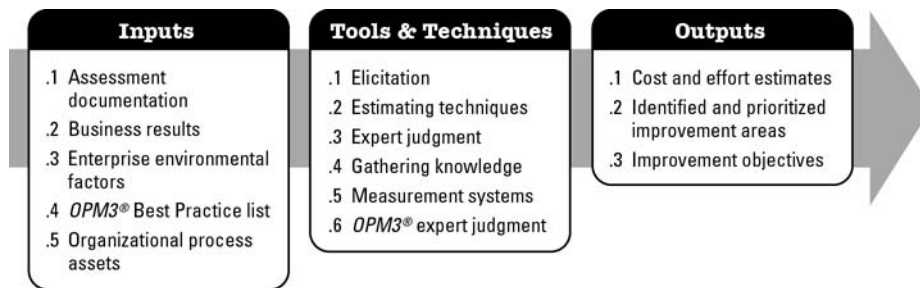 Inputs
.1 Assessment
documentation
.2 Business results
.3 Enterprise environmental
factors
.4 OPM3® Best Practice list
.5 Organizational process
assets
Tools & Techniques
.1 Elicitation
.2 Estimating techniques
.3 Expert judgment
.4 Gathering knowledge
.5 Measurement systems
.6 OPM3® expert judgment
Outputs
.1 Cost and effort estimates
.2 Identified and prioritized
improvement areas
.3 Improvement objectives